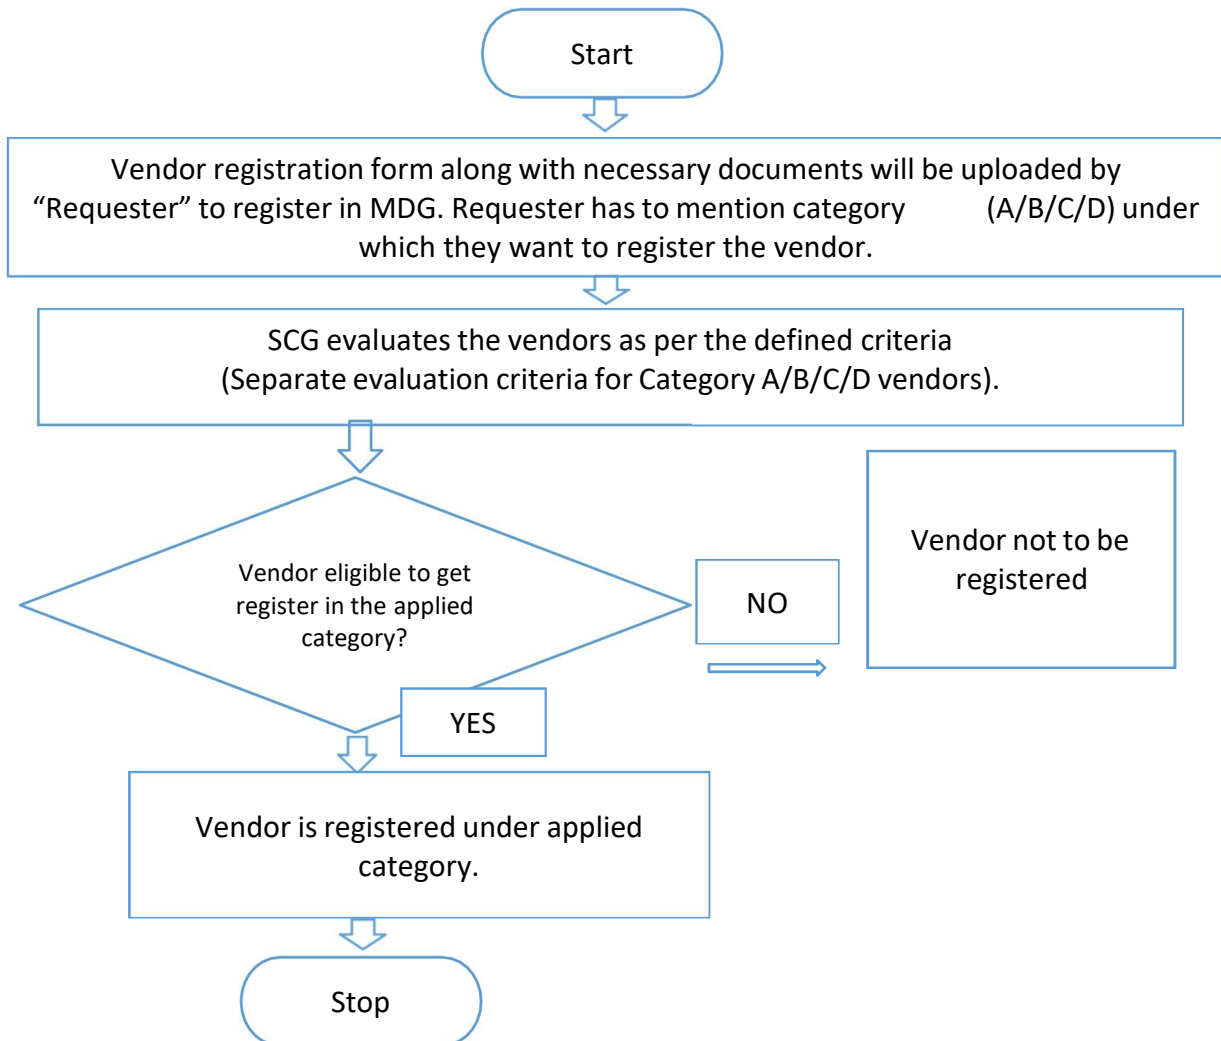 Start
Vendor registration form along with necessary documents will be uploaded by
“Requester” to register in MDG. Requester has to mention category (A/B/C/D) under
which they want to register the vendor.
SCG evaluates the vendors as per the defined criteria
(Separate evaluation criteria for Category A/B/C/D vendors).
Vendor eligible to get
register in the applied
category?
NO
Vendor not to be
registered
YES
Vendor is registered under applied
category.
Stop